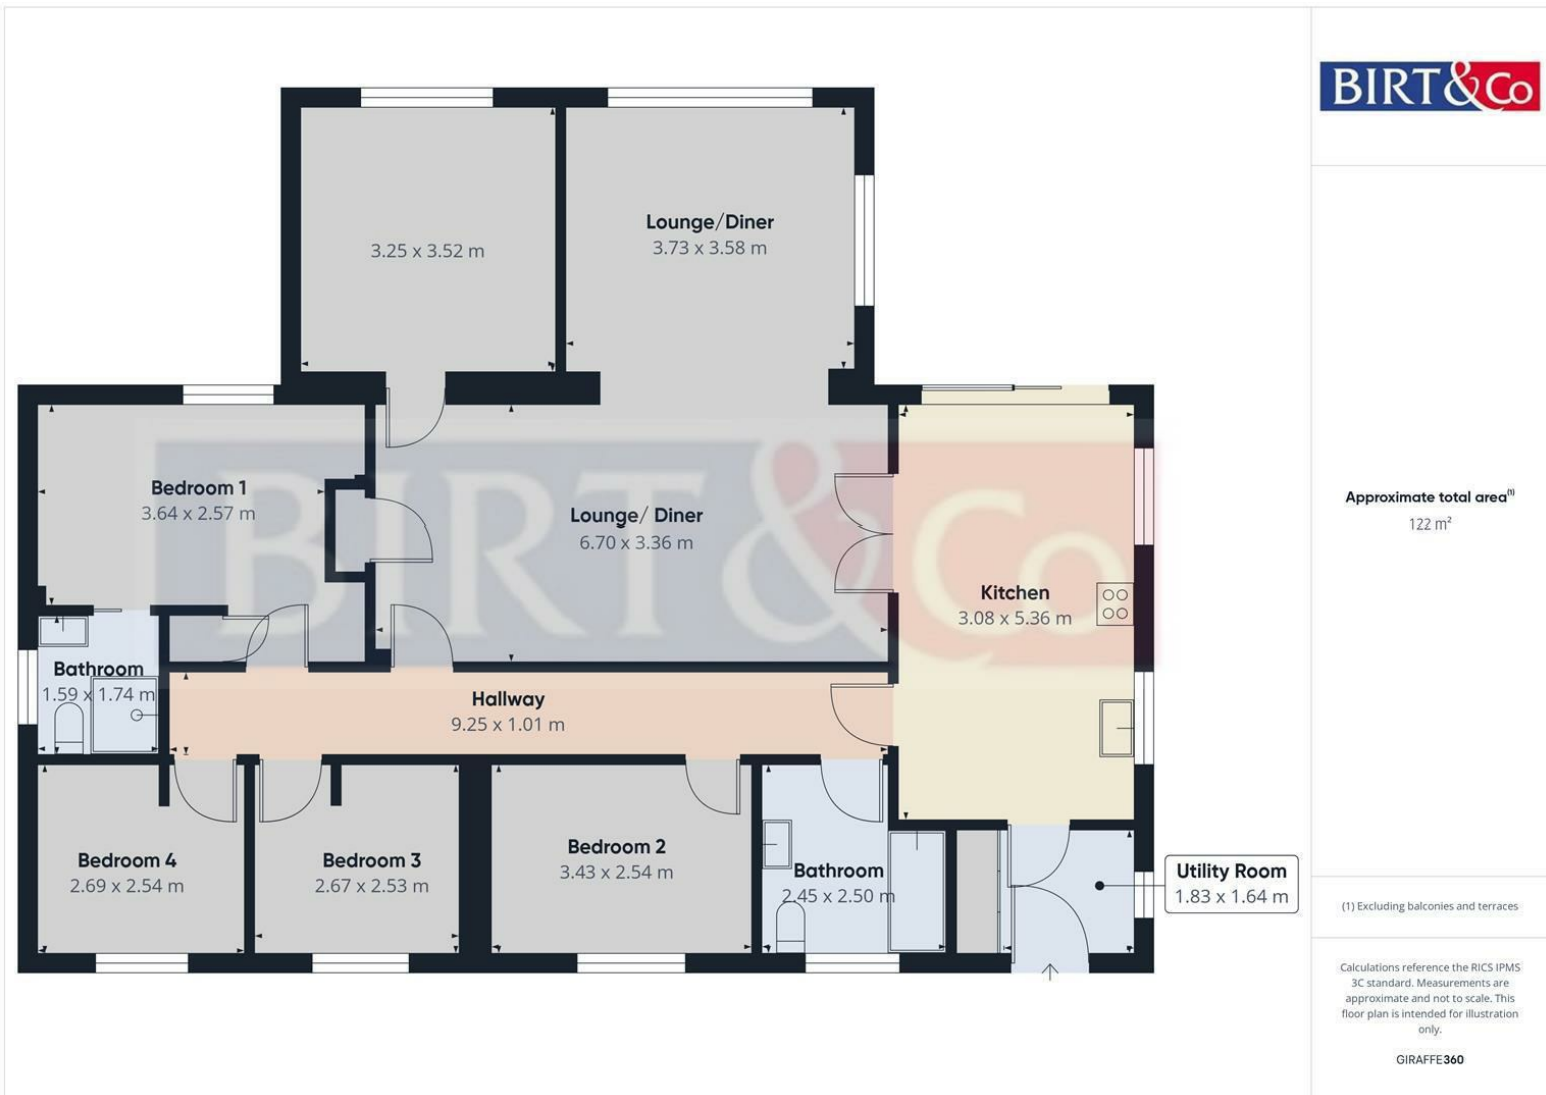 BIRT&Co
3.25 x 3.52 m
Lounge/Diner
3.73 x 3.58 m
Bedroom 1
3.64 x 2.57 m
Lounge/ Diner
6.70 x 3.36 m
BIRT&Co
Kitchen
3.08 x 5.36 m
Bathroom
1.59 x 1.74 m
Hallway
9.25 x 1.01 m
Bedroom 4
2.69 x 2.54 m
Bedroom 3
2.67 x 2.53 m
Bedroom 2
3.43 x 2.54 m
Bathroom
2.45 x 2.50 m
Utility Room
1.83 x 1.64 m
Approximate total area(1)
122 m²
(1) Excluding balconies and terraces
Calculations reference the RICS IPMS
3C standard. Measurements are
approximate and not to scale. This
floor plan is intended for illustration
only.
GIRAFFE360